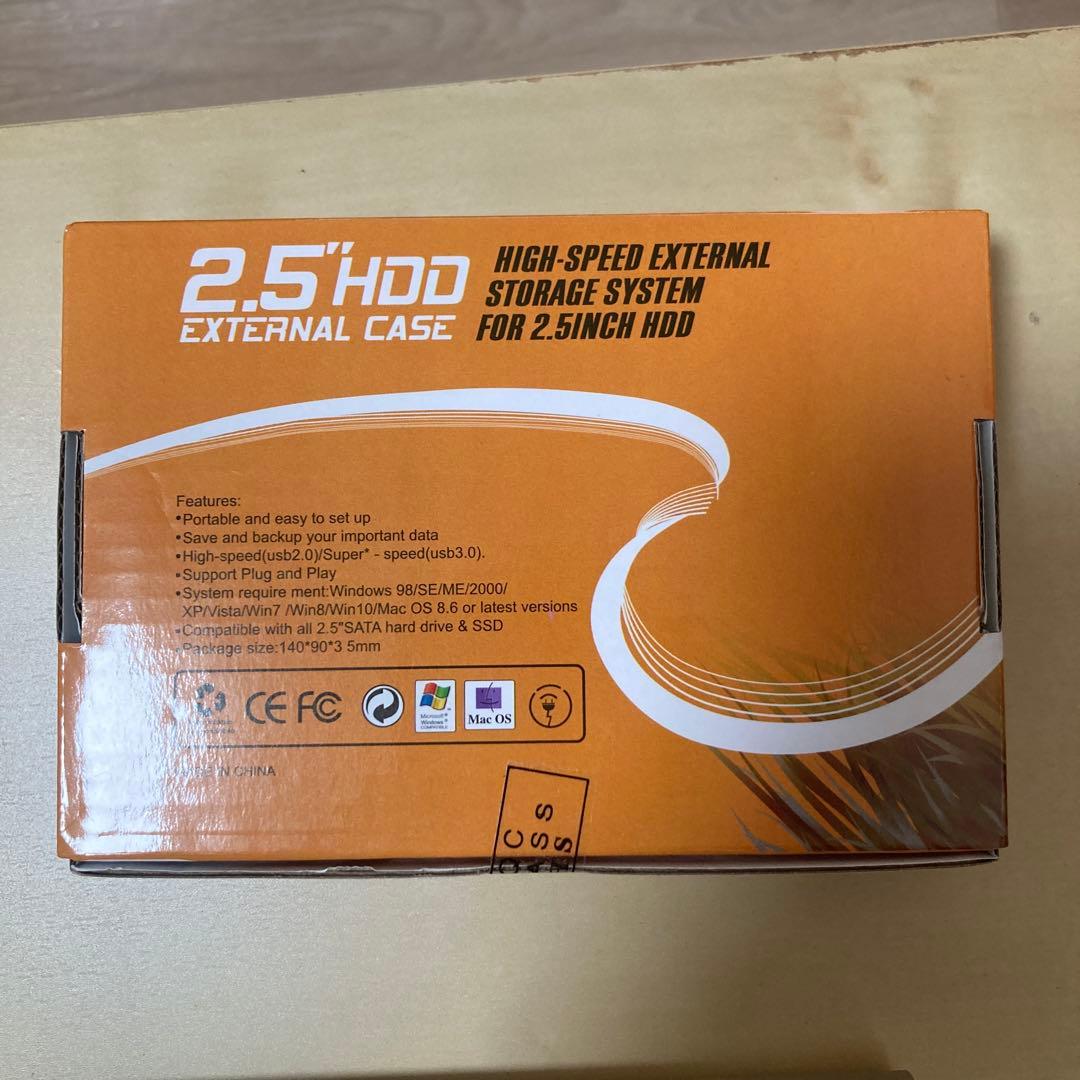 2.5"HDD
EXTERNAL CASE
HIGH-SPEED EXTERNAL
STORAGE SYSTEM
FOR 2.5INCH HDD
Features:
•Portable and easy to set up
•Save and backup your important data
•High-speed(usb2.0)/Super* - speed(usb3.0).
•Support Plug and Play
•System require ment:Windows 98/SE/ME/2000/
XP/Vista/Win7 /Win8/Win10/Mac OS 8.6 or latest versions
•Compatible with all 2.5"SATA hard drive & SSD
•Package size:140*90*3 5mm
CE FC
Microsoft®
Windows®
COMPATIBLE
Mac OS
MADE IN CHINA